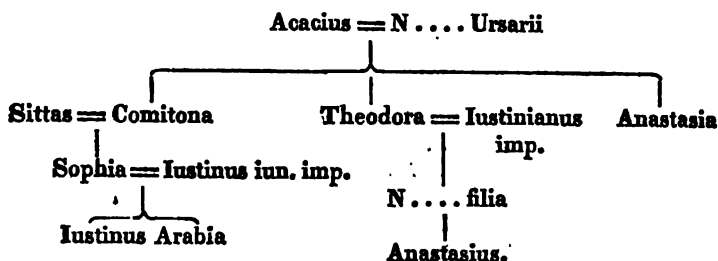 Acacius = N .... Ursarii
Sittas = Comitona Theodora = Iustinianus Anastasia
imp.
Sophia = Iustinus iun. imp.
N .... filia
Iustinus Arabia
Anastasius.